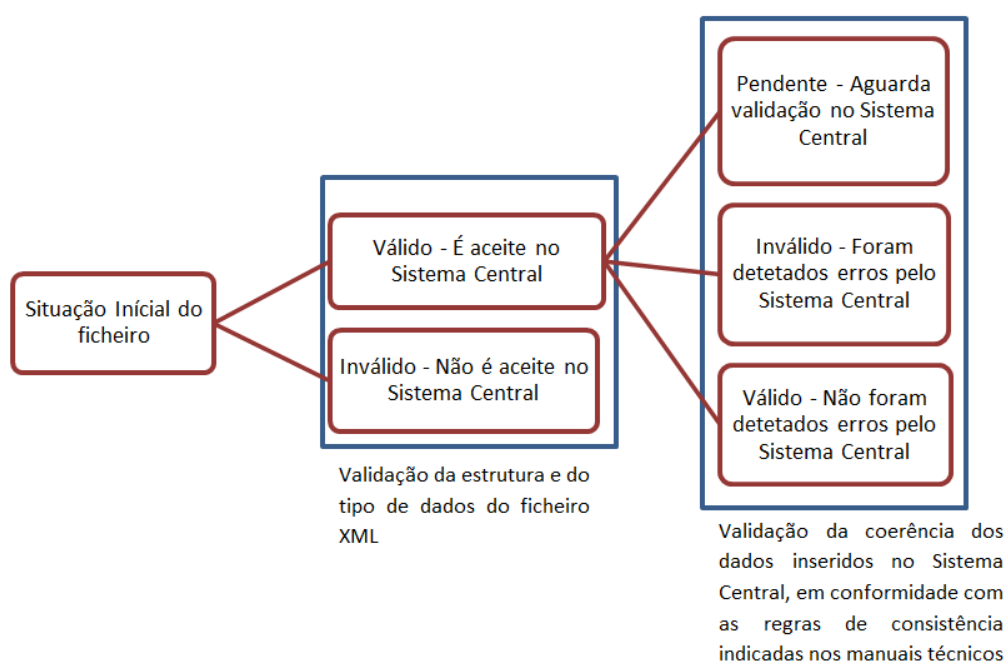 Situação Inícial do
ficheiro
Válido - É aceite no
Sistema Central
Inválido - Não é aceite no
Sistema Central
Validação da estrutura e do
tipo de dados do ficheiro
XML
Pendente - Aguarda
validação no Sistema
Central
Inválido - Foram
detetados erros pelo
Sistema Central
Válido - Não foram
detetados erros pelo
Sistema Central
Validação da coerência dos
dados inseridos no Sistema
Central, em conformidade com
as regras de consistência
indicadas nos manuais técnicos